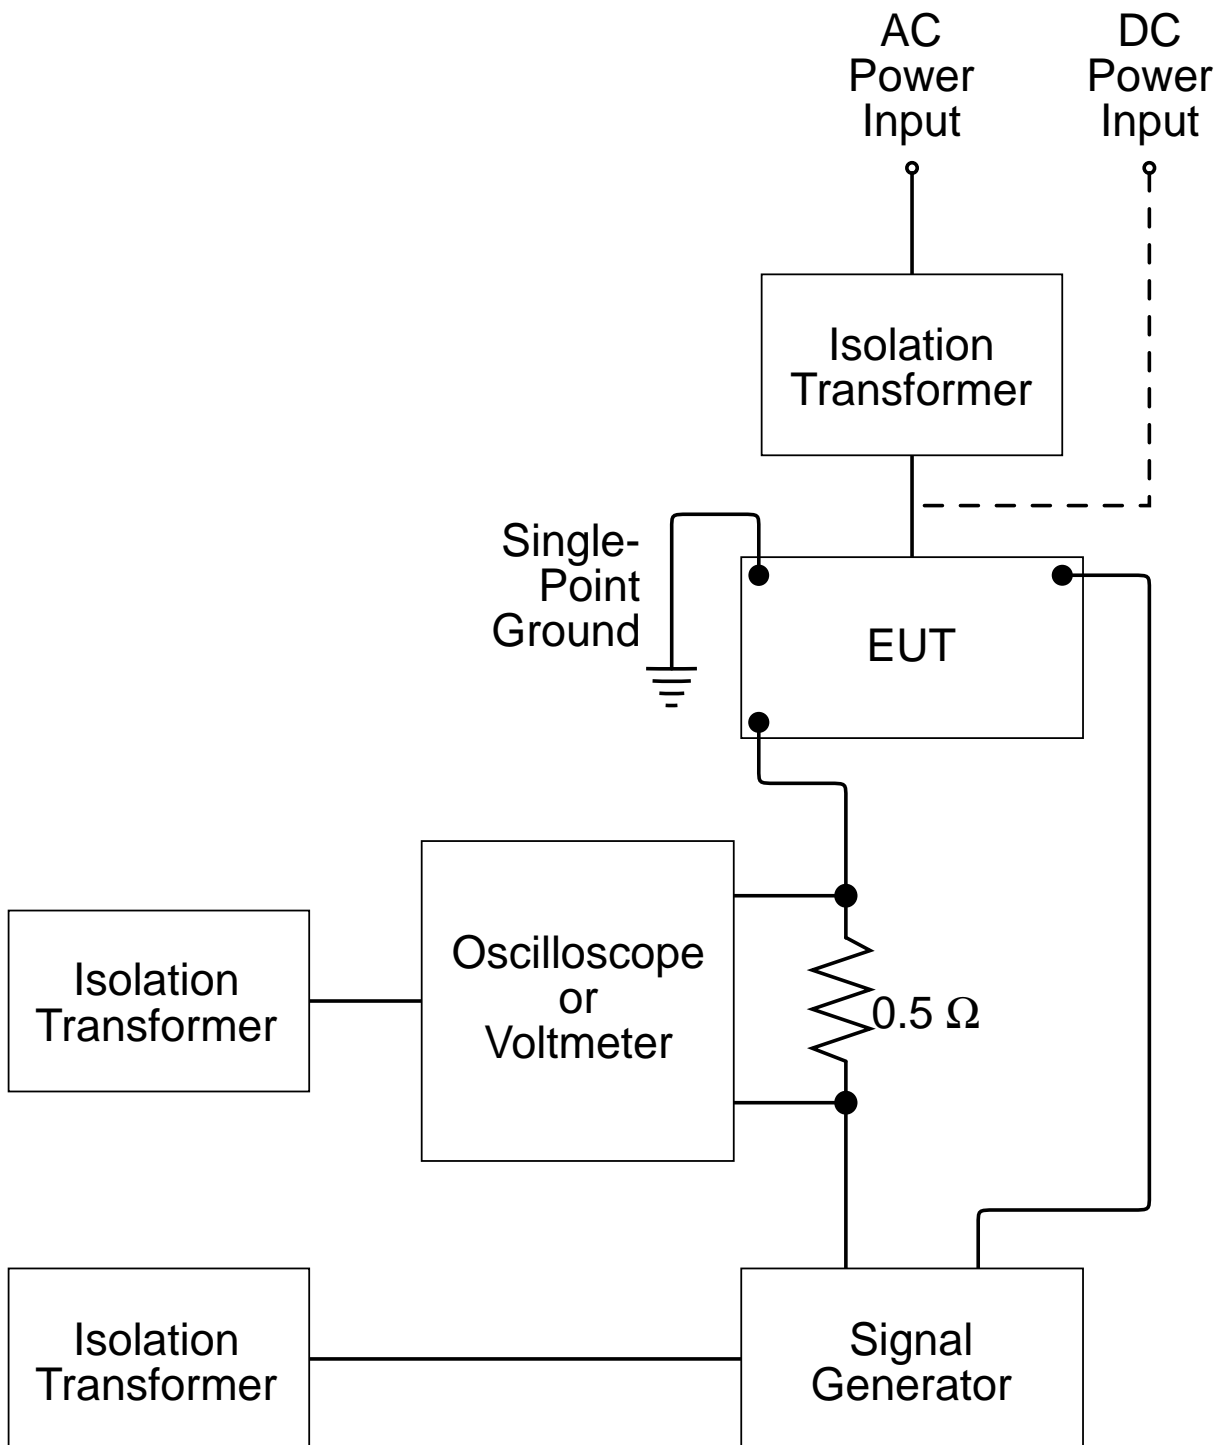 AC
Power
Input
DC
Power
Input
Isolation
Transformer
Single-
Point
Ground
EUT
Oscilloscope
or
Voltmeter
Isolation
Transformer
0.5 Ω
Isolation
Transformer
Signal
Generator